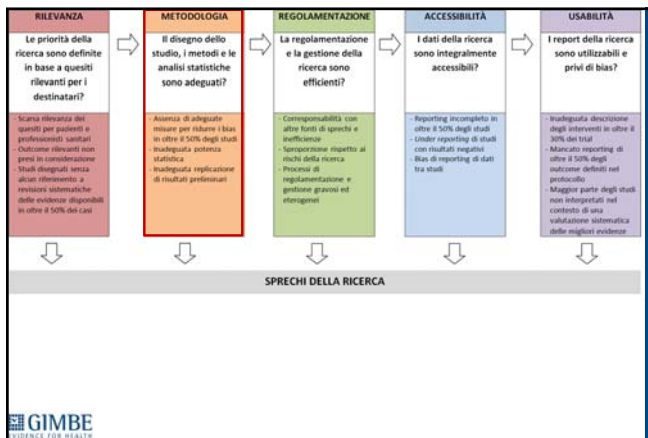 RILEVANZA
Le priorità della
ricerca sono definite
in base a quesiti
rilevanti per i
destinatari?
- Scarsa rilevanza dei
quesiti per pazienti e
professionisti sanitari
- Outcome rilevanti non
presi in considerazione
- Studi disegnati senza
alcun riferimento a
revisioni sistematiche
delle evidenze disponibili
in oltre il 50% dei casi
METODOLOGIA
Il disegno dello
studio, i metodi e le
analisi statistiche
sono adeguati?
- Assenza di adeguate
misure per ridurre i bias
in oltre il 50% degli studi
- Inadeguata potenza
statistica
- Inadeguata replicazione
di risultati preliminari
REGOLAMENTAZIONE
La regolamentazione
e la gestione della
ricerca sono
efficienti?
- Corresponsabilità con
altre fonti di sprechi e
inefficienze
- Sproporzione rispetto ai
rischi della ricerca
- Processi di
regolamentazione e
gestione gravosi ed
eterogenei
ACCESSIBILITÀ
I dati della ricerca
sono integralmente
accessibili?
- Reporting incompleto in
oltre il 50% degli studi
- Under reporting di studi
con risultati negativi
- Bias di reporting di dati
tra studi
USABILITÀ
I report della ricerca
sono utilizzabili e
privi di bias?
- Inadeguata descrizione
degli interventi in oltre il
30% dei trial
- Mancato reporting di
oltre il 50% degli
outcome definiti nel
protocollo
- Maggior parte degli studi
non interpretati nel
contesto di una
valutazione sistematica
delle migliori evidenze
SPRECHI DELLA RICERCA
GIMBE
EVIDENCE FOR HEALTH